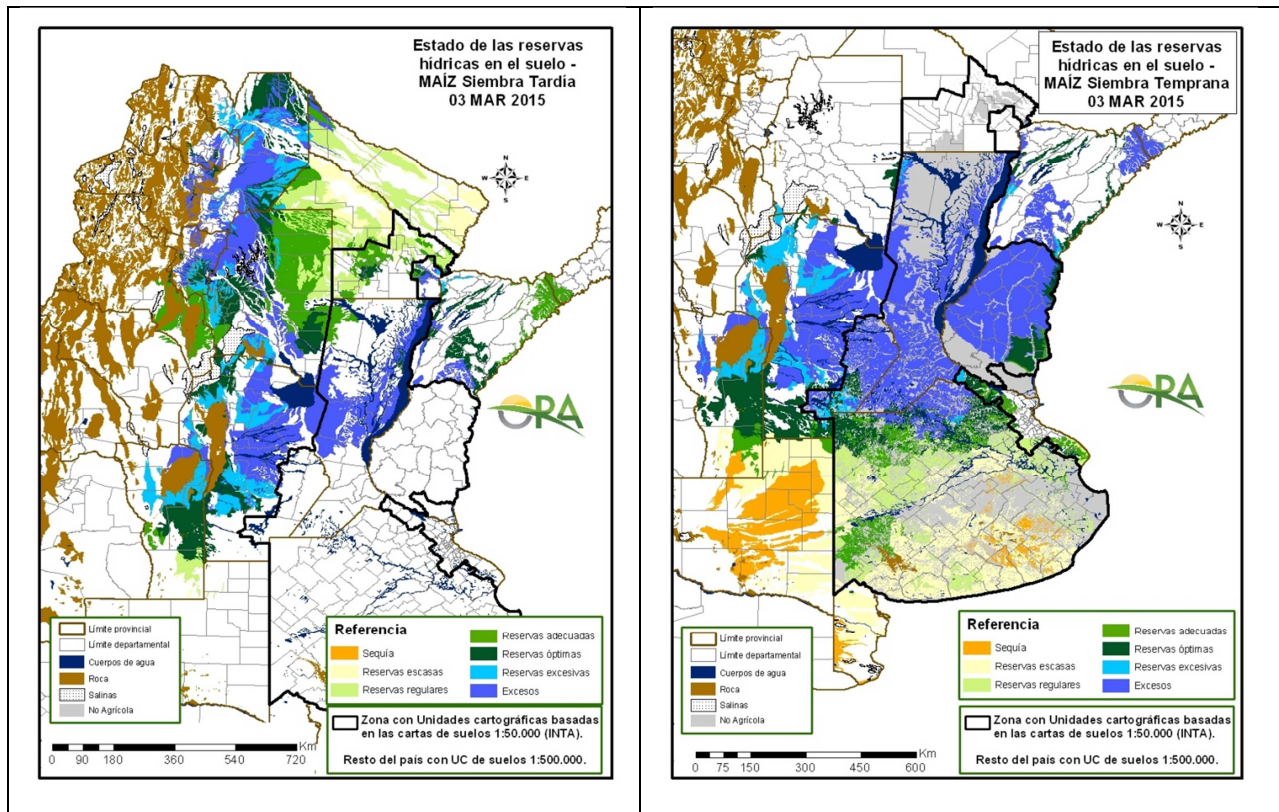 Estado de las reservas
hídricas en el suelo -
MAÍZ Siembra Tardía
03 MAR 2015
N
W E
S
ORA
Límite provincial
Límite departamental
Cuerpos de agua
Roca
Salinas
No Agrícola
Referencia
Sequía
Reservas escasas
Reservas regulares
Reservas adecuadas
Reservas óptimas
Reservas excesivas
Excesos
Zona con Unidades cartográficas basadas
en las cartas de suelos 1:50.000 (INTA).
Resto del país con UC de suelos 1:500.000.
Km
0 90 180 360 540 720
Estado de las reservas
hídricas en el suelo -
MAÍZ Siembra Temprana
03 MAR 2015
N
W E
S
ORA
Límite provincial
Límite departamental
Cuerpos de agua
Roca
Salinas
No Agrícola
Referencia
Sequía
Reservas escasas
Reservas regulares
Reservas adecuadas
Reservas óptimas
Reservas excesivas
Excesos
Zona con Unidades cartográficas basadas
en las cartas de suelos 1:50.000 (INTA).
Resto del país con UC de suelos 1:500.000.
Km
0 75 150 300 450 600